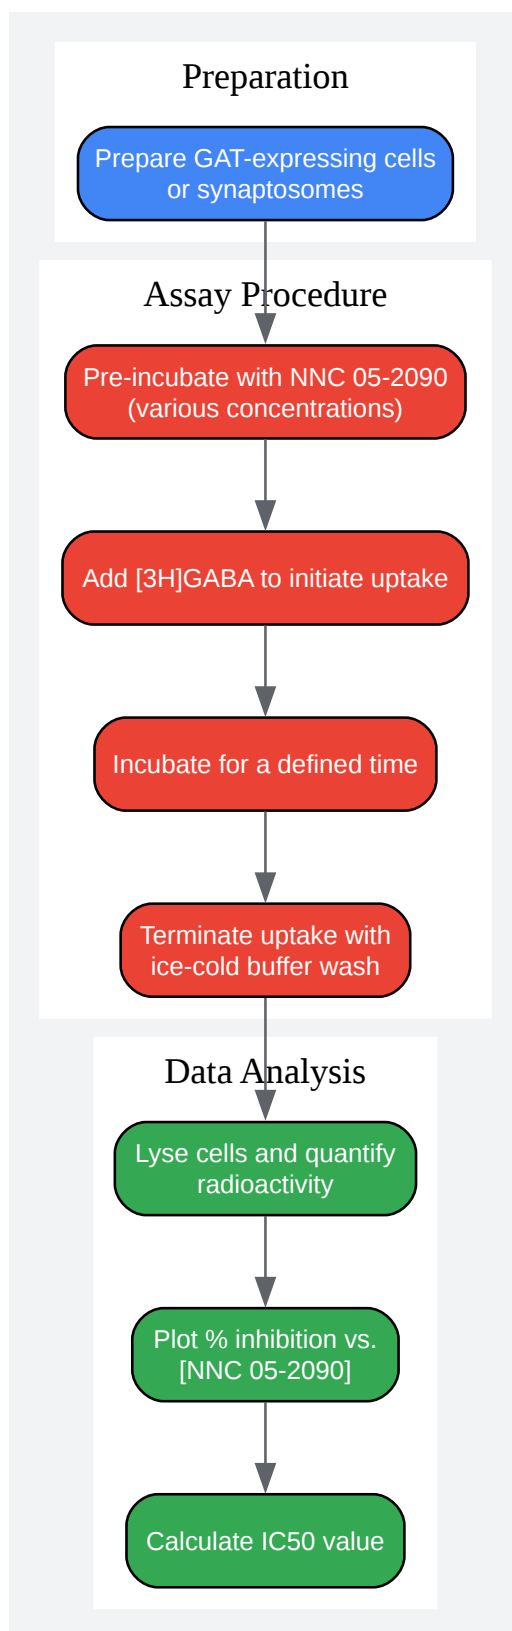 Preparation
Prepare GAT-expressing cells
or synaptosomes
Assay Procedure
Pre-incubate with NNC 05-2090
(various concentrations)
Add [3H]GABA to initiate uptake
Incubate for a defined time
Terminate uptake with
ice-cold buffer wash
Data Analysis
Lyse cells and quantify
radioactivity
Plot % inhibition vs.
[NNC 05-2090]
Calculate IC50 value